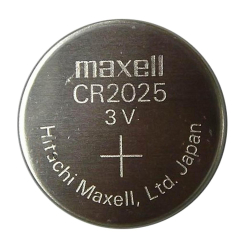 maxell
CR2025
3V
+
Hitachi Maxell, Ltd. Japan